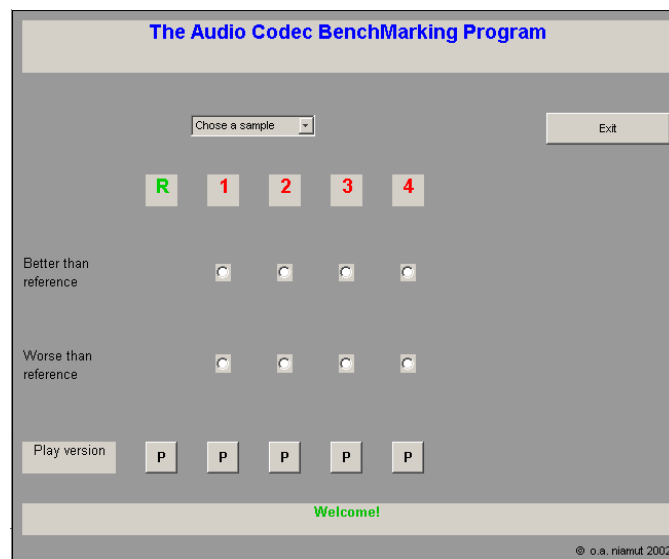 The Audio Codec BenchMarking Program
Chose a sample
Exit
R 1 2 3 4
Better than
reference
Worse than
reference
Play version P P P P P
Welcome!
© o.a. niamut 2002